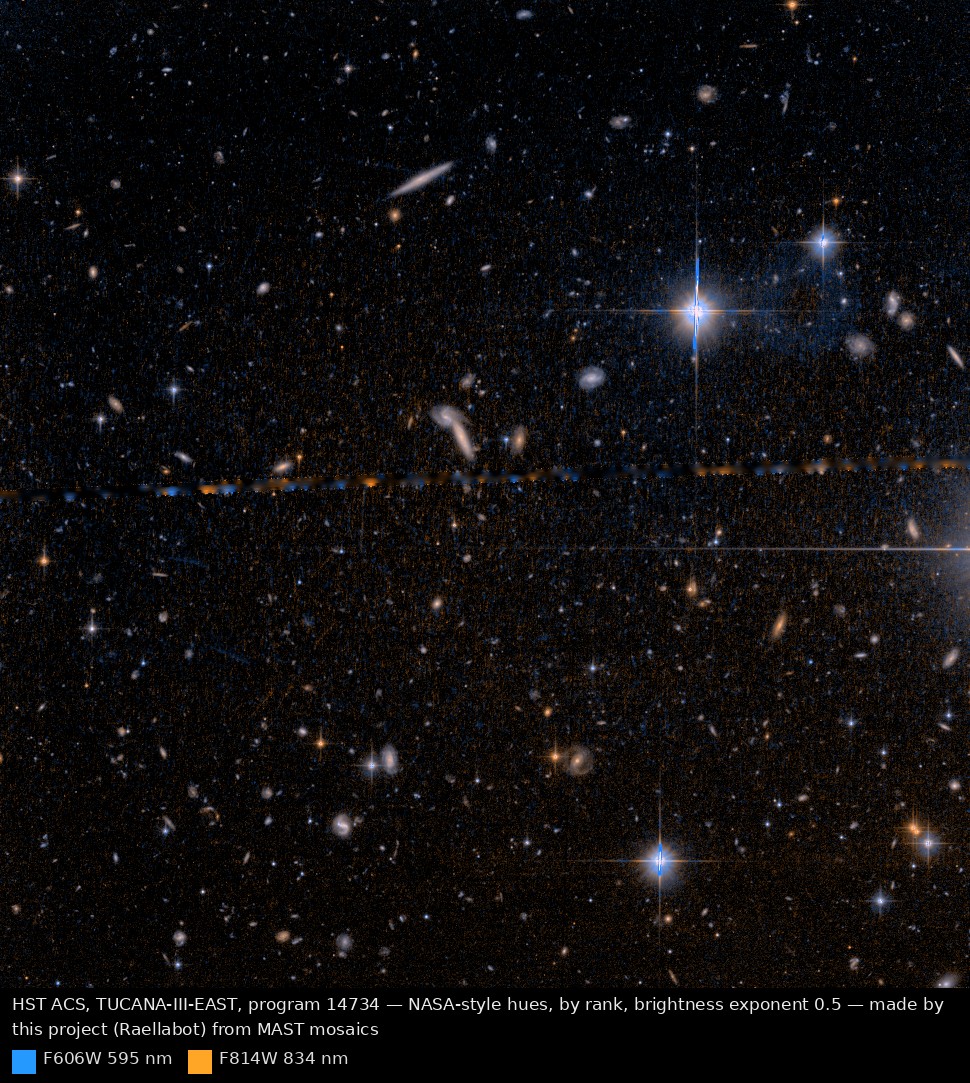 HST ACS, TUCANA-III-EAST, program 14734 — NASA-style hues, by rank, brightness exponent 0.5 — made by
this project (Raellabot) from MAST mosaics
F606W 595 nm F814W 834 nm